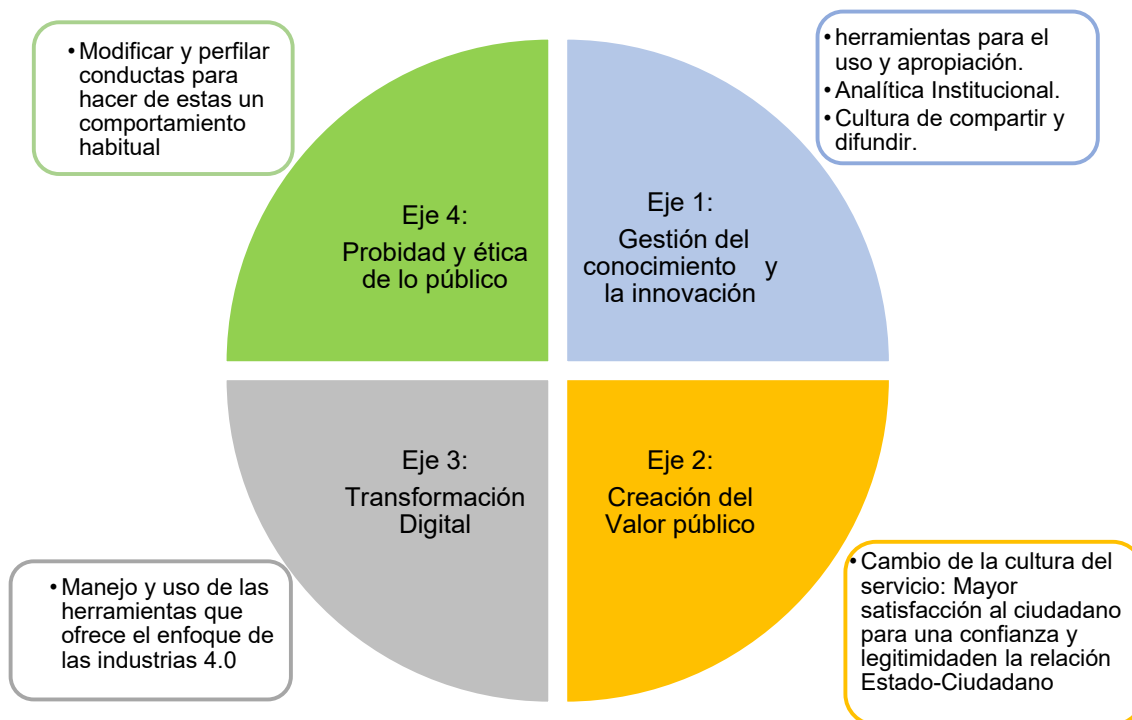 • Modificar y perfilar
conductas para
hacer de estas un
comportamiento
habitual
• herramientas para el
uso y apropiación.
• Analítica Institucional.
• Cultura de compartir y
difundir.
Eje 4:
Probidad y ética
de lo público
Eje 1:
Gestión del
conocimiento y
la innovación
Eje 3:
Transformación
Digital
Eje 2:
Creación del
Valor público
• Manejo y uso de las
herramientas que
ofrece el enfoque de
las industrias 4.0
• Cambio de la cultura del
servicio: Mayor
satisfacción al ciudadano
para una confianza y
legitimidaden la relación
Estado-Ciudadano